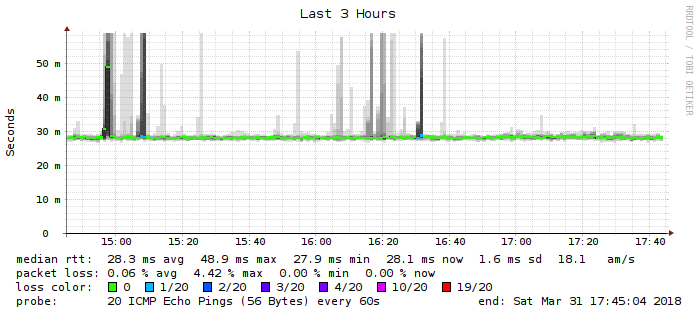 Last 3 Hours
RRDTOOL / TOBI OETIKER
Seconds
50 m
40 m
30 m
20 m
10 m
0
15:00 15:20 15:40 16:00 16:20 16:40 17:00 17:20 17:40
median rtt: 28.3 ms avg 48.9 ms max 27.9 ms min 28.1 ms now 1.6 ms sd 18.1 am/s
packet loss: 0.06 % avg 4.42 % max 0.00 % min 0.00 % now
loss color: 0 1/20 2/20 3/20 4/20 10/20 19/20
probe: 20 ICMP Echo Pings (56 Bytes) every 60s end: Sat Mar 31 17:45:04 2018